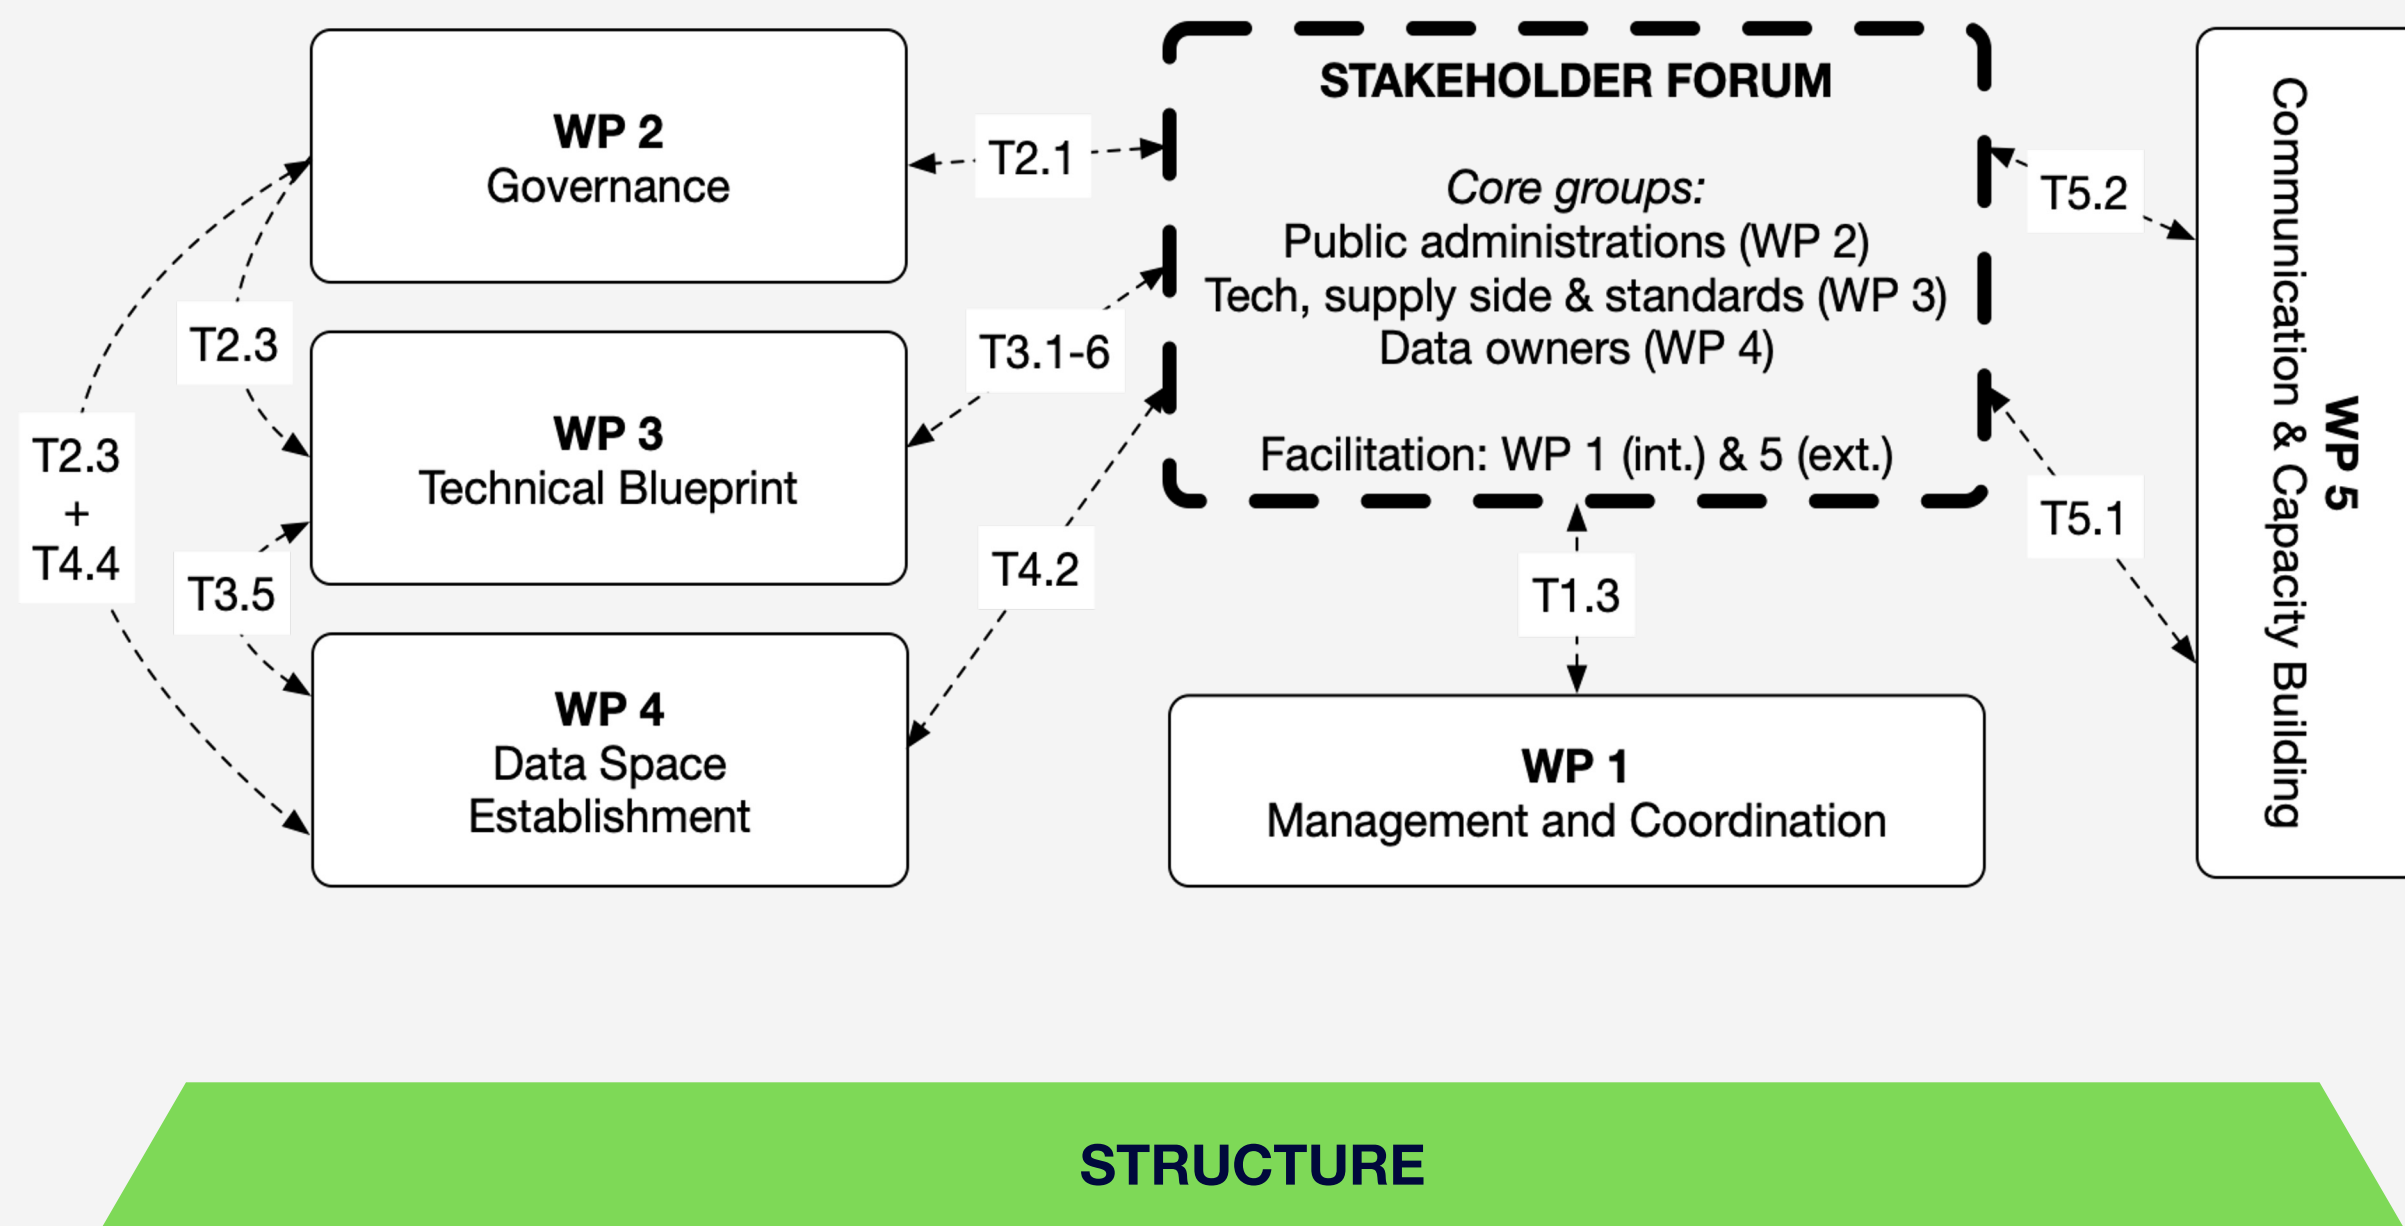 WP 2
Governance
T2.1
STAKEHOLDER FORUM
Core groups:
Public administrations (WP 2)
Tech, supply side & standards (WP 3)
Data owners (WP 4)
Facilitation: WP 1 (int.) & 5 (ext.)
T5.2
WP 5
Communication & Capacity Building
T2.3
T3.1-6
WP 3
Technical Blueprint
T2.3
+
T4.4
T3.5
T4.2
T1.3
T5.1
WP 4
Data Space
Establishment
WP 1
Management and Coordination
STRUCTURE